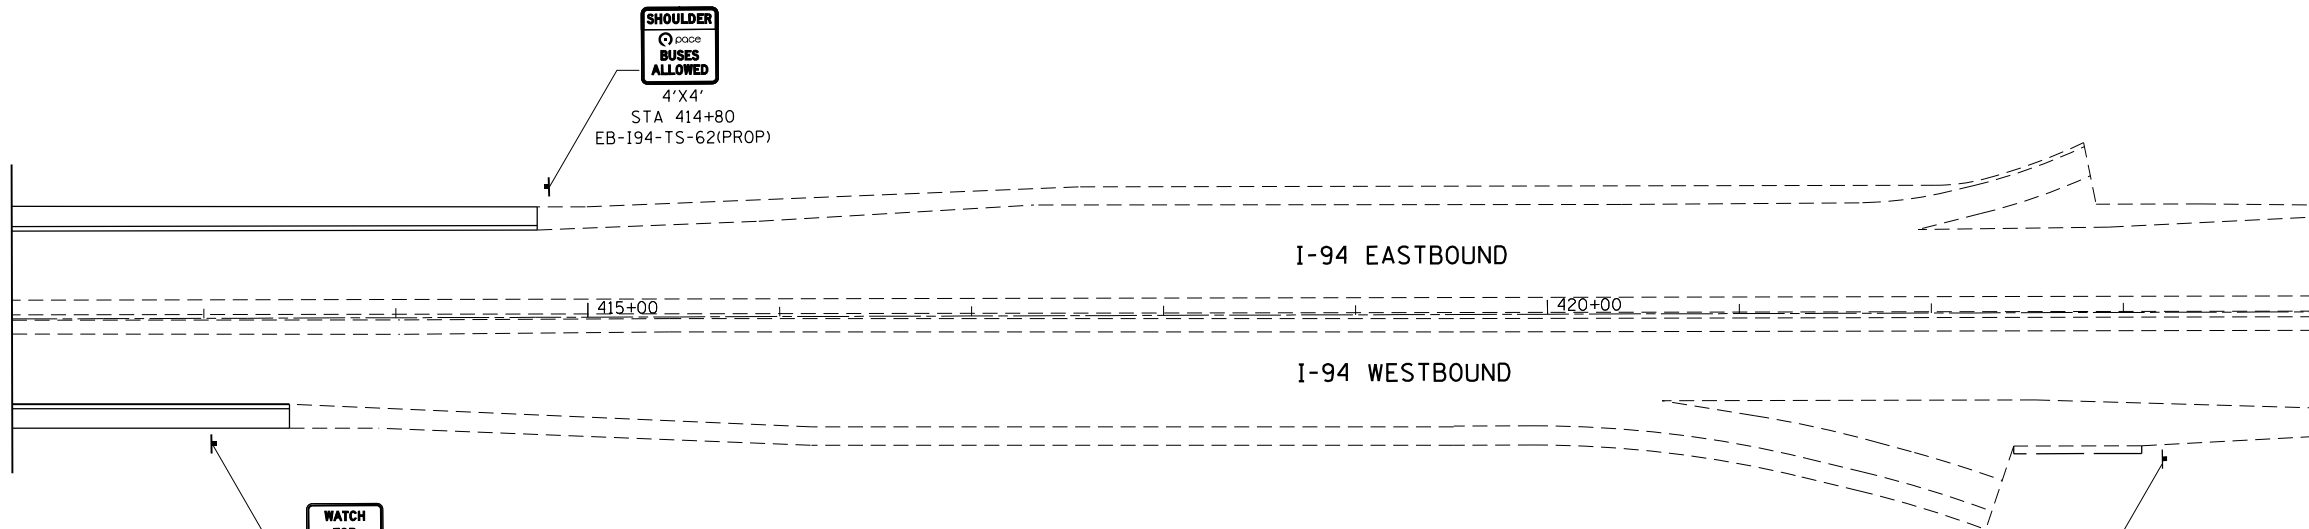 SHOULDER
pace
BUSES
ALLOWED
4'X4'
STA 414+80
EB-I94-TS-62(PROP)
I-94 EASTBOUND
415+00
420+00
I-94 WESTBOUND
WATCH